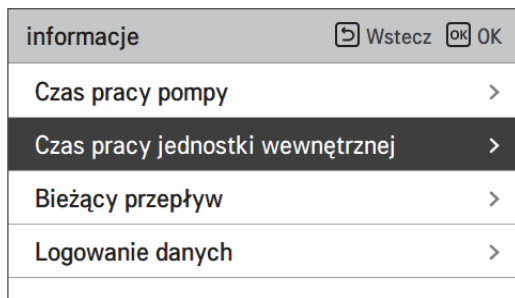 informacje Wstecz OK OK
Czas pracy pompy
Czas pracy jednostki wewnętrznej
Bieżący przepływ
Logowanie danych